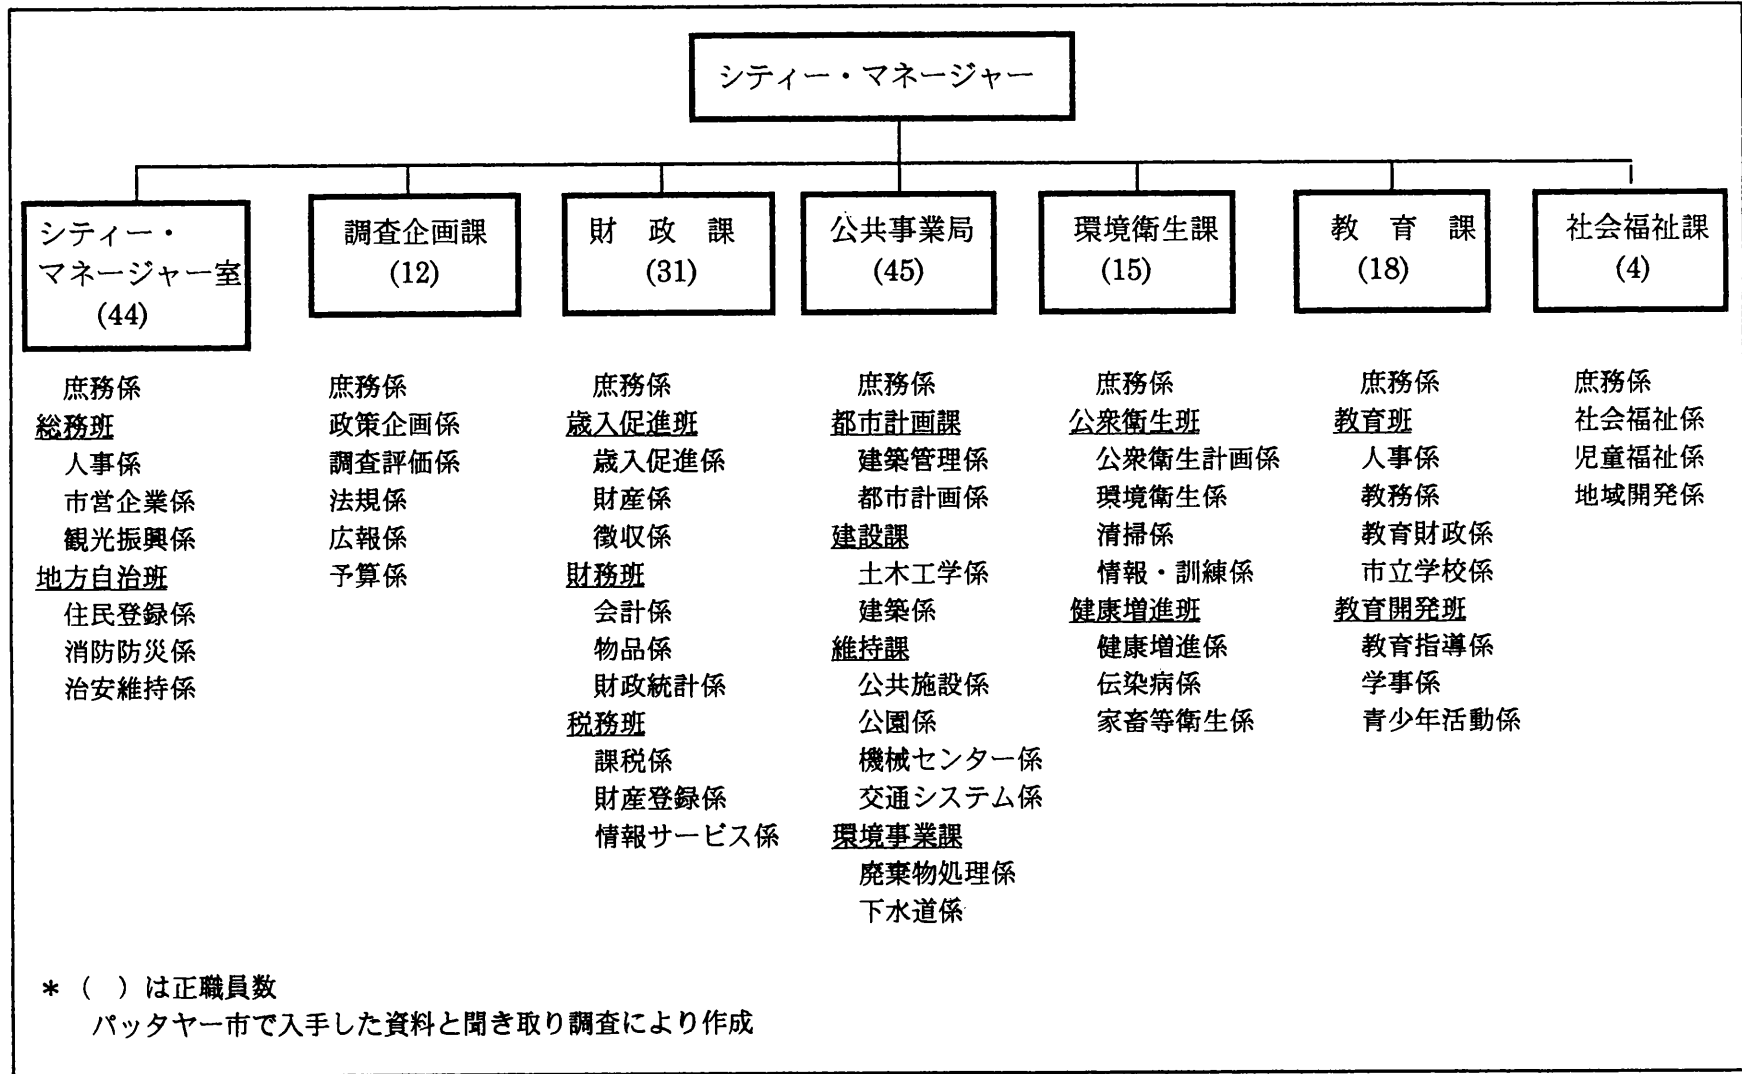 シティー・マネージャー
シティー・
マネージャー室
(44)
調査企画課
(12)
財　政　課
(31)
公共事業局
(45)
環境衛生課
(15)
教　育　課
(18)
社会福祉課
(4)
庶務係
総務班
人事係
市営企業係
観光振興係
地方自治班
住民登録係
消防防災係
治安維持係
庶務係
政策企画係
調査評価係
法規係
広報係
予算係
庶務係
歳入促進班
歳入促進係
財産係
徴収係
財務班
会計係
物品係
財政統計係
税務班
課税係
財産登録係
情報サービス係
庶務係
都市計画課
建築管理係
都市計画係
建設課
土木工学係
建築係
維持課
公共施設係
公園係
機械センター係
交通システム係
環境事業課
廃棄物処理係
下水道係
庶務係
公衆衛生班
公衆衛生計画係
環境衛生係
清掃係
情報・訓練係
健康増進班
健康増進係
伝染病係
家畜等衛生係
庶務係
教育班
人事係
教務係
教育財政係
市立学校係
教育開発班
教育指導係
学事係
青少年活動係
庶務係
社会福祉係
児童福祉係
地域開発係
＊（　）は正職員数
パッタヤー市で入手した資料と聞き取り調査により作成